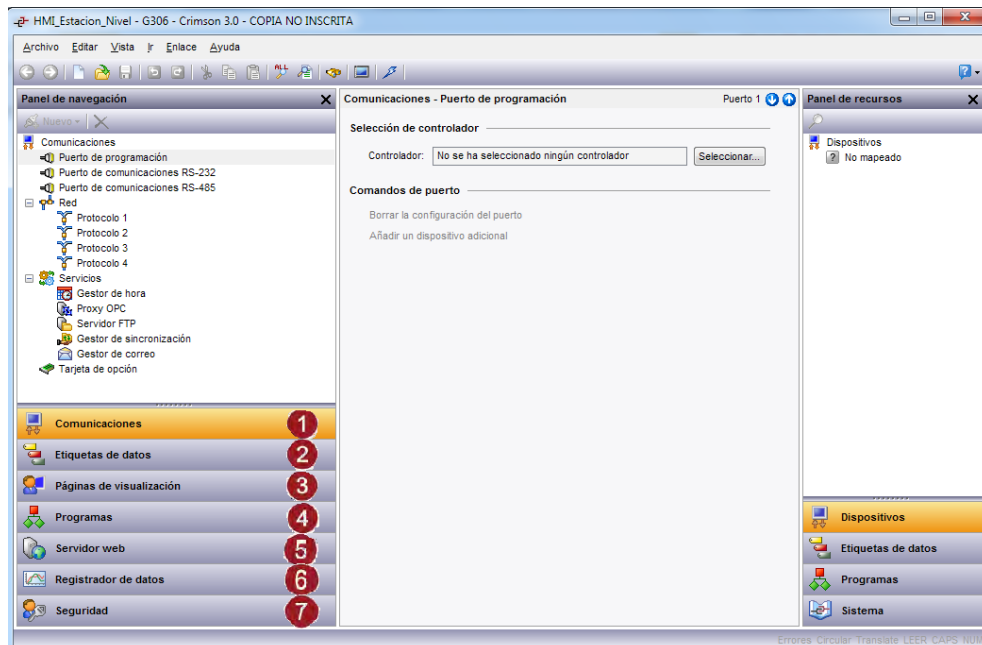 HMI_Estacion_Nivel - G306 - Crimson 3.0 - COPIA NO INSCRITA
Archivo Editar Vista Ir Enlace Ayuda
Panel de navegación
Nuevo
Comunicaciones
Puerto de programación
Puerto de comunicaciones RS-232
Puerto de comunicaciones RS-485
Red
Protocolo 1
Protocolo 2
Protocolo 3
Protocolo 4
Servicios
Gestor de hora
Proxy OPC
Servidor FTP
Gestor de sincronización
Gestor de correo
Tarjeta de opción
Comunicaciones 1
Etiquetas de datos 2
Páginas de visualización 3
Programas 4
Servidor web 5
Registrador de datos 6
Seguridad 7
Comunicaciones - Puerto de programación Puerto 1
Selección de controlador
Controlador: No se ha seleccionado ningún controlador Seleccionar...
Comandos de puerto
Borrar la configuración del puerto
Añadir un dispositivo adicional
Panel de recursos
Dispositivos
No mapeado
Dispositivos
Etiquetas de datos
Programas
Sistema
Errores Circular Translate LEER CAPS NUM